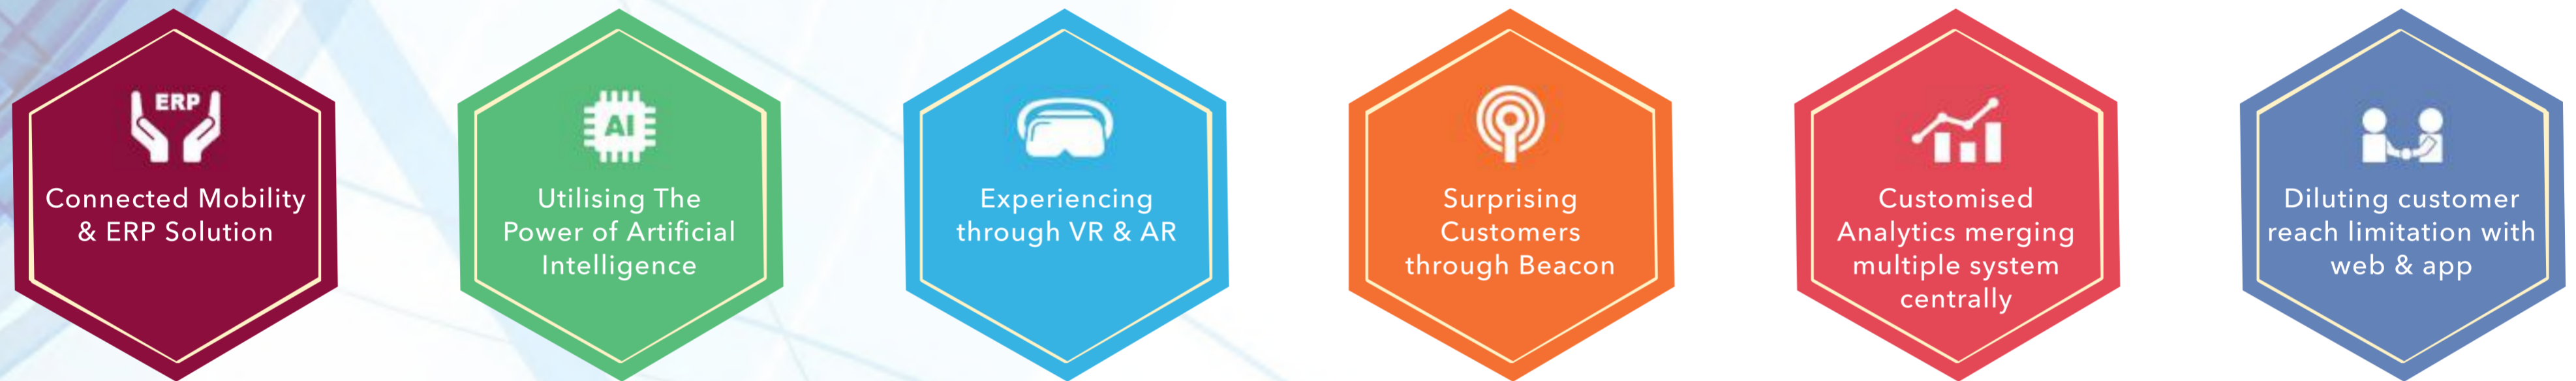 ERP
Connected Mobility
& ERP Solution
AI
Utilising The
Power of Artificial
Intelligence
Experiencing
through VR & AR
Surprising
Customers
through Beacon
Customised
Analytics merging
multiple system
centrally
Diluting customer
reach limitation with
web & app